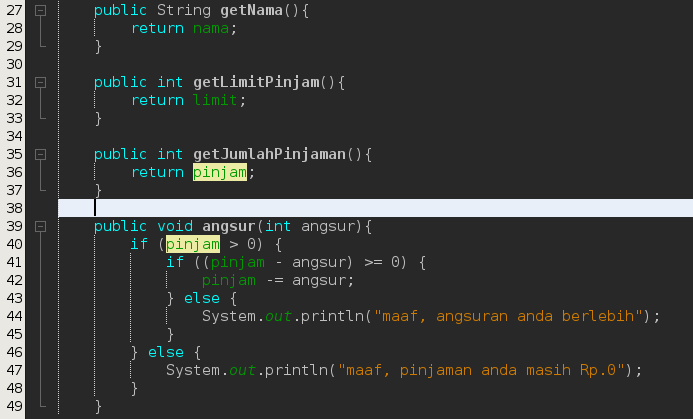 27 public String getNama(){
28 return nama;
29 }
30
31 public int getLimitPinjam(){
32 return limit;
33 }
34
35 public int getJumlahPinjaman(){
36 return pinjam;
37 }
38
39 public void angsur(int angsur){
40 if (pinjam > 0) {
41 if ((pinjam - angsur) >= 0) {
42 pinjam -= angsur;
43 } else {
44 System.out.println("maaf, angsuran anda berlebih");
45 }
46 } else {
47 System.out.println("maaf, pinjaman anda masih Rp.0");
48 }
49 }